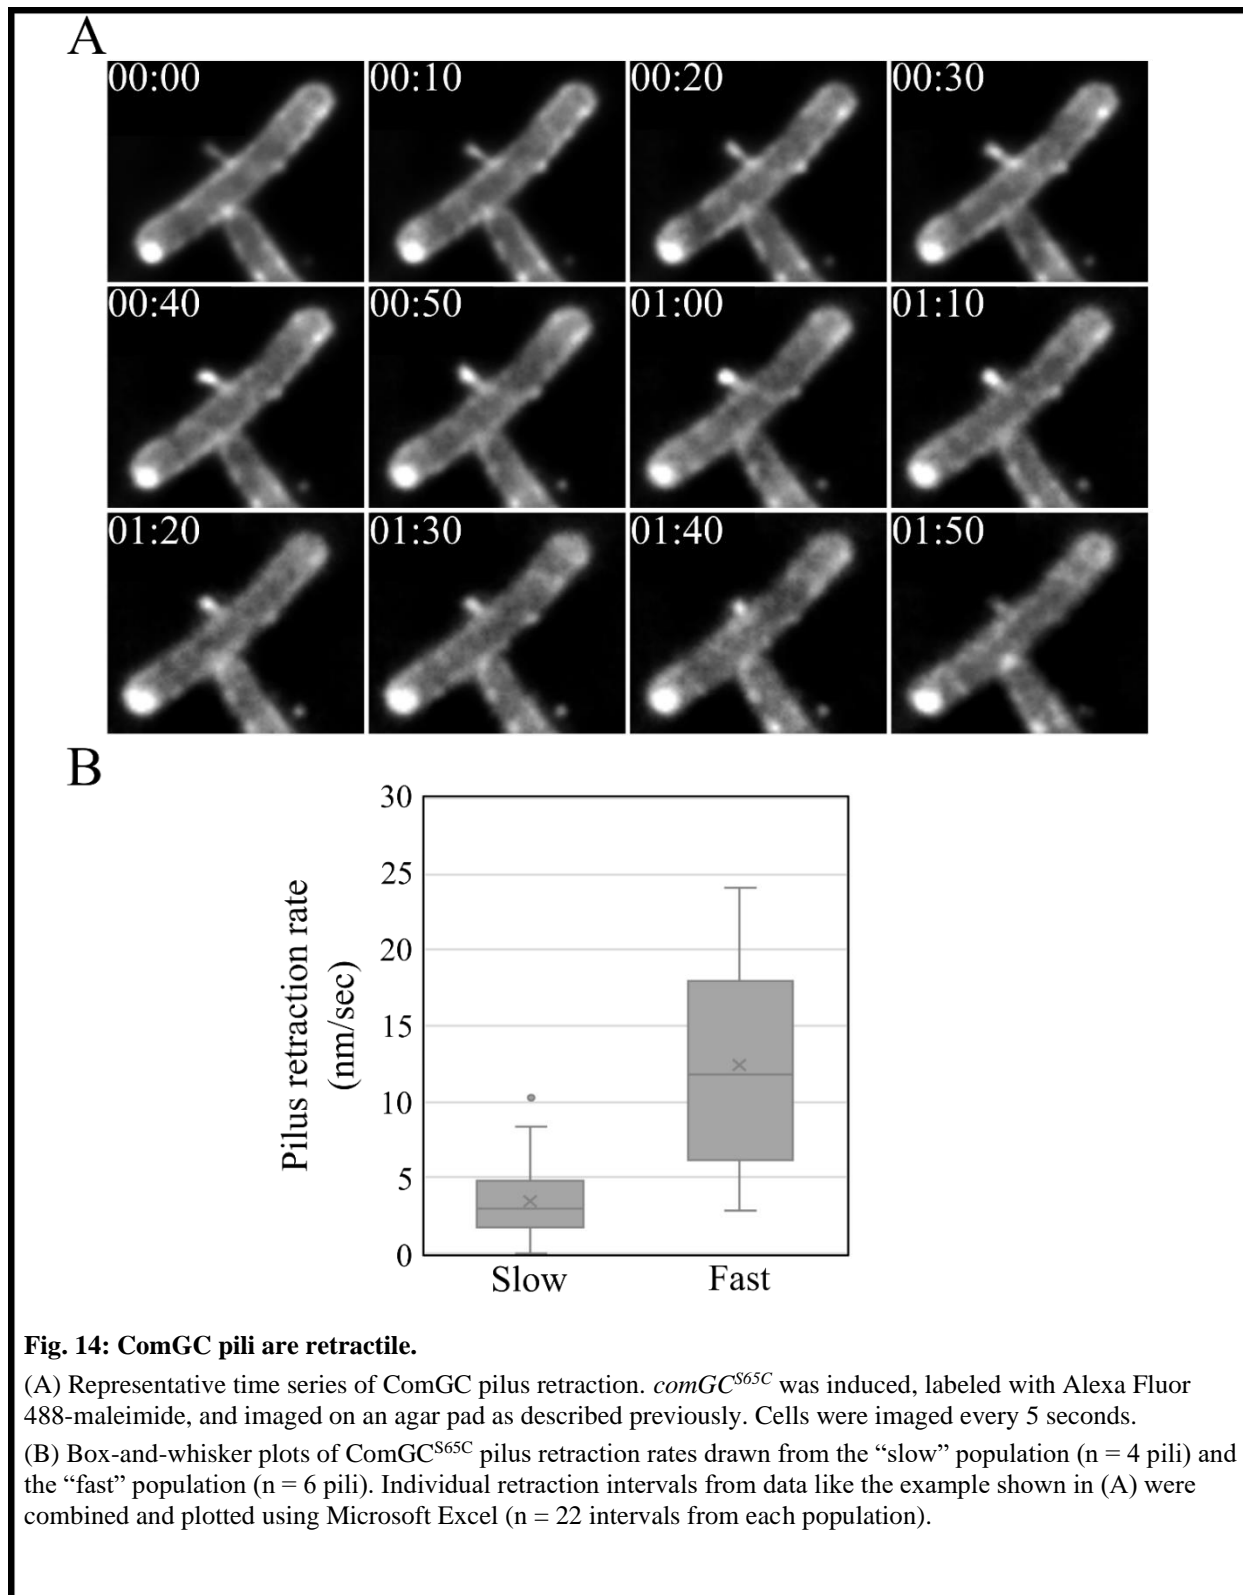 A
00:00 00:10 00:20 00:30
00:40 00:50 01:00 01:10
01:20 01:30 01:40 01:50
B
30
25
20
15
10
5
0
Pilus retraction rate
(nm/sec)
Slow Fast
Fig. 14: ComGC pili are retractile.
(A) Representative time series of ComGC pilus retraction. comGC^S65C was induced, labeled with Alexa Fluor
488-maleimide, and imaged on an agar pad as described previously. Cells were imaged every 5 seconds.
(B) Box-and-whisker plots of ComGC^S65C pilus retraction rates drawn from the “slow” population (n = 4 pili) and
the “fast” population (n = 6 pili). Individual retraction intervals from data like the example shown in (A) were
combined and plotted using Microsoft Excel (n = 22 intervals from each population).